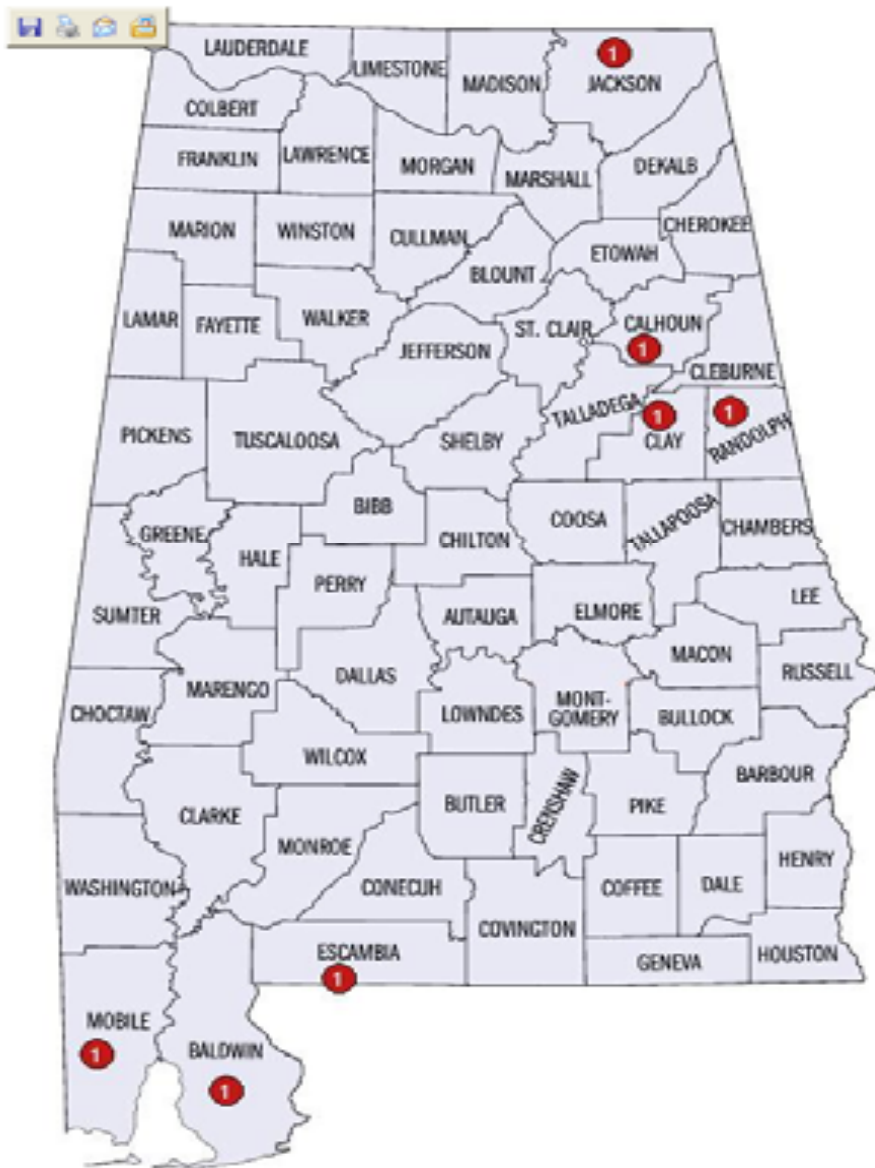 LAUDERDALE
LIMESTONE
MADISON
1
JACKSON
COLBERT
FRANKLIN
LAWRENCE
MORGAN
MARSHALL
DEKALB
CHEROKEE
MARION
WINSTON
CULLMAN
BLOUNT
ETOWAH
LAMAR
FAYETTE
WALKER
JEFFERSON
ST. CLAIR
CALHOUN
1
CLEBURNE
PICKENS
TUSCALOOSA
SHELBY
TALLADEGA
1
CLAY
1
RANDOLPH
GREENE
HALE
BIBB
CHILTON
COOSA
TALLAPOOSA
CHAMBERS
SUMTER
PERRY
AUTAUGA
ELMORE
LEE
MACON
RUSSELL
CHOCTAW
MARENGO
DALLAS
LOWNDES
MONT-
GOMERY
BULLOCK
WILCOX
BARBOUR
CLARKE
BUTLER
CRENSHAW
PIKE
MONROE
HENRY
WASHINGTON
CONECUH
COFFEE
DALE
COVINGTON
ESCAMBIA
1
GENEVA
HOUSTON
MOBILE
1
BALDWIN
1